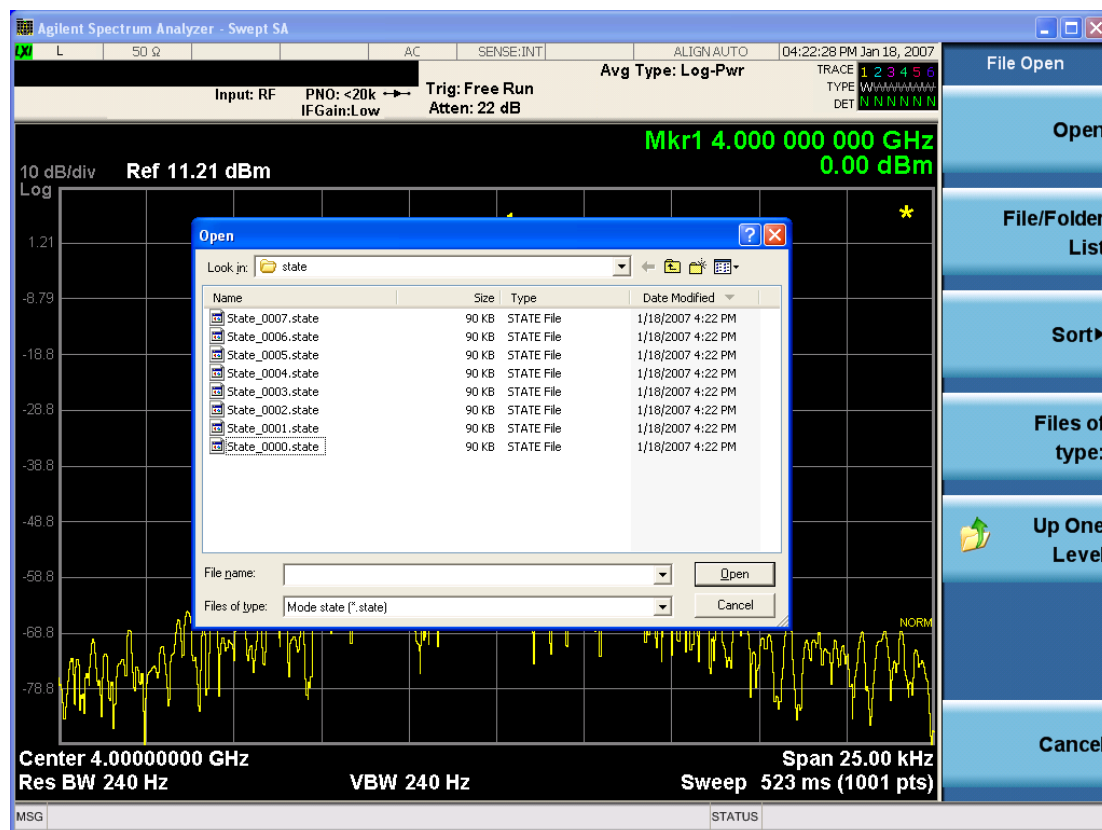 Agilent Spectrum Analyzer - Swept SA
LXI L 50 Ω AC SENSE:INT ALIGN AUTO 04:22:28 PM Jan 18, 2007
Input: RF PNO: <20k Trig: Free Run Avg Type: Log-Pwr TRACE 1 2 3 4 5 6
IFGain:Low Atten: 22 dB TYPE WWWWWW
DET N N N N N N
Mkr1 4.000 000 000 GHz
0.00 dBm
10 dB/div Ref 11.21 dBm
Log
1.21
-8.79
-18.8
-28.8
-38.8
-48.8
-58.8
-68.8
-78.8
1
*
NORM
Open
Look in: state
Name Size Type Date Modified
State_0007.state 90 KB STATE File 1/18/2007 4:22 PM
State_0006.state 90 KB STATE File 1/18/2007 4:22 PM
State_0005.state 90 KB STATE File 1/18/2007 4:22 PM
State_0004.state 90 KB STATE File 1/18/2007 4:22 PM
State_0003.state 90 KB STATE File 1/18/2007 4:22 PM
State_0002.state 90 KB STATE File 1/18/2007 4:22 PM
State_0001.state 90 KB STATE File 1/18/2007 4:22 PM
State_0000.state 90 KB STATE File 1/18/2007 4:22 PM
File name: Open
Files of type: Mode state (*.state) Cancel
Center 4.00000000 GHz Span 25.00 kHz
Res BW 240 Hz VBW 240 Hz Sweep 523 ms (1001 pts)
MSG STATUS
File Open
Open
File/Folder
List
Sort
Files of
type:
Up One
Level
Cancel